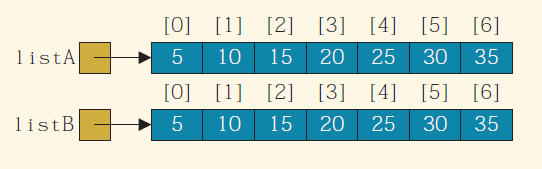 [0] [1] [2] [3] [4] [5] [6]
listA 5 10 15 20 25 30 35
[0] [1] [2] [3] [4] [5] [6]
listB 5 10 15 20 25 30 35